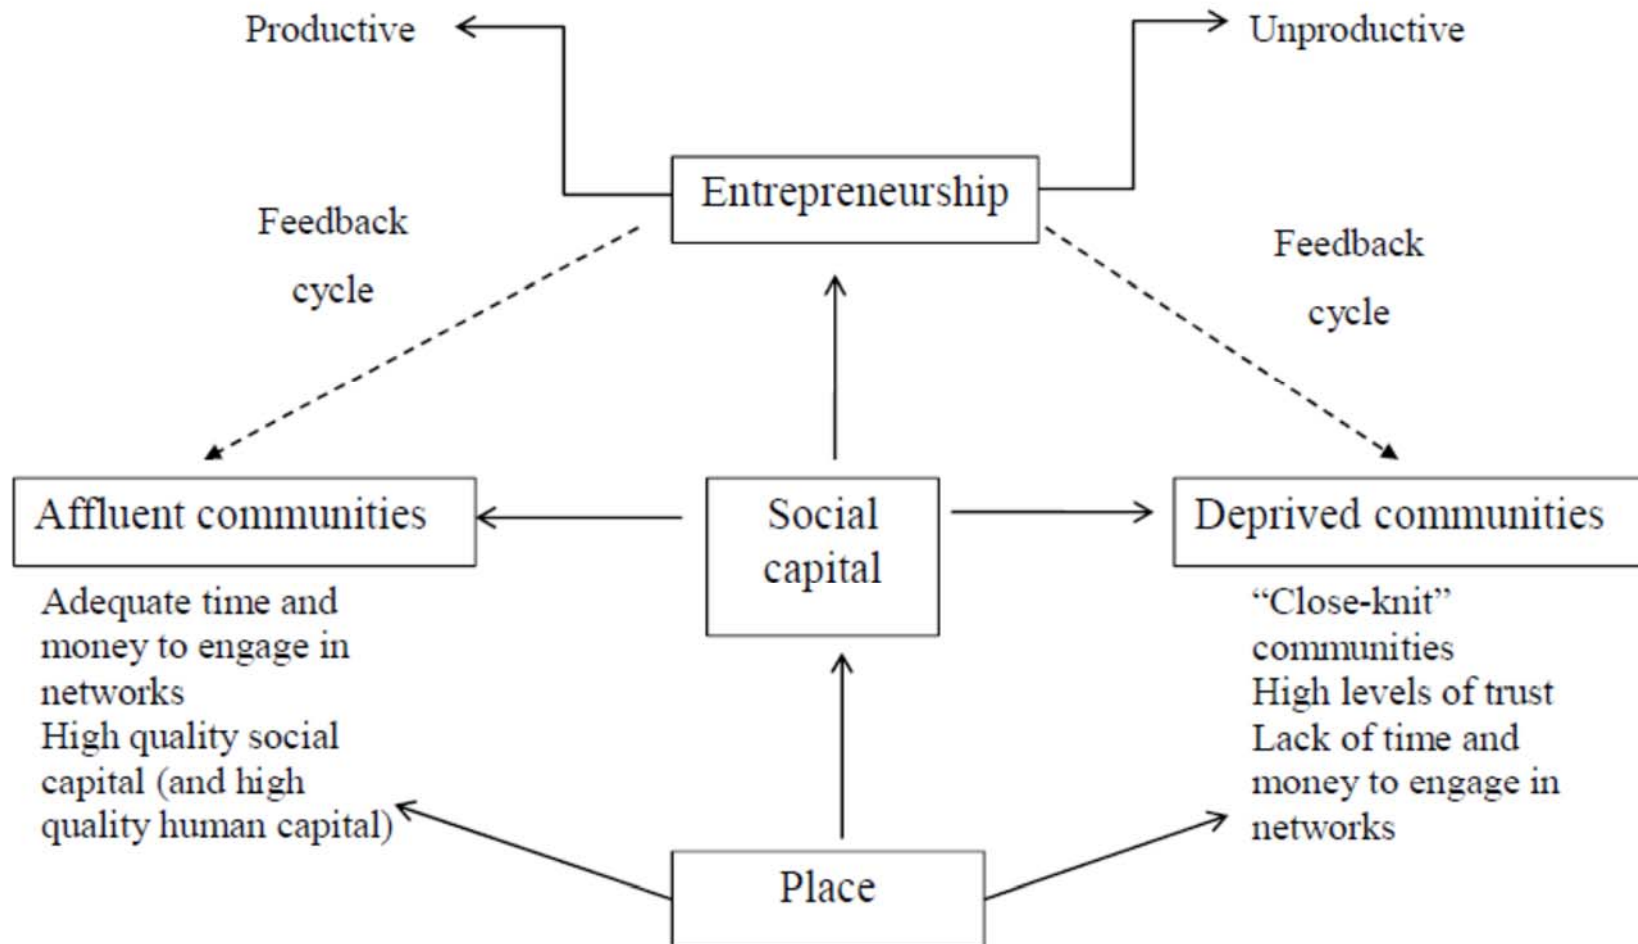 Productive
Unproductive
Entrepreneurship
Feedback
cycle
Feedback
cycle
Affluent communities
Social
capital
Deprived communities
Adequate time and
money to engage in
networks
High quality social
capital (and high
quality human capital)
“Close-knit”
communities
High levels of trust
Lack of time and
money to engage in
networks
Place